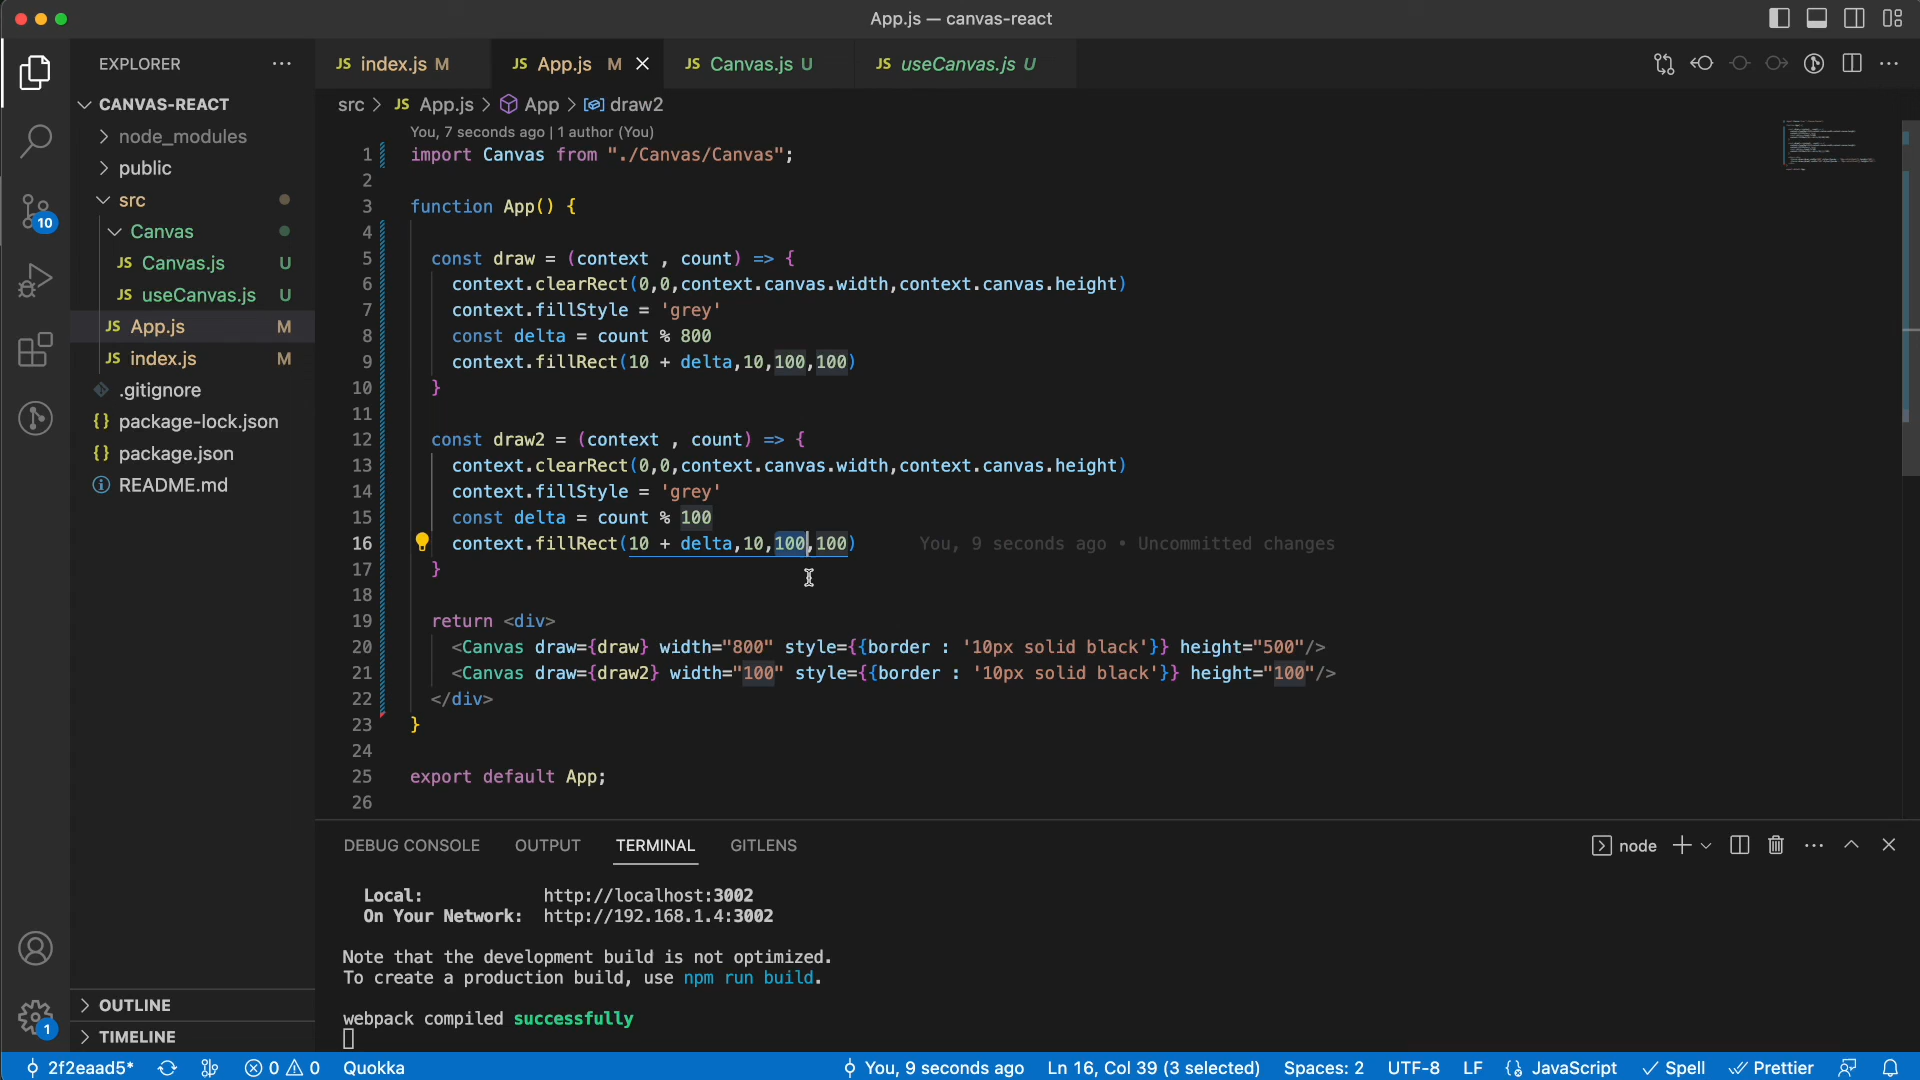 App.js — canvas-react
EXPLORER
CANVAS-REACT
node_modules
public
src
Canvas
JS Canvas.js U
JS useCanvas.js U
JS App.js M
JS index.js M
.gitignore
{} package-lock.json
{} package.json
README.md
OUTLINE
TIMELINE
10
1
JS index.js M
JS App.js M
JS Canvas.js U
JS useCanvas.js U
src > JS App.js > App > draw2
You, 7 seconds ago | 1 author (You)
1 import Canvas from "./Canvas/Canvas";
2
3 function App() {
4
5 const draw = (context , count) => {
6 context.clearRect(0,0,context.canvas.width,context.canvas.height)
7 context.fillStyle = 'grey'
8 const delta = count % 800
9 context.fillRect(10 + delta,10,100,100)
10 }
11
12 const draw2 = (context , count) => {
13 context.clearRect(0,0,context.canvas.width,context.canvas.height)
14 context.fillStyle = 'grey'
15 const delta = count % 100
16 context.fillRect(10 + delta,10,100,100) You, 9 seconds ago • Uncommitted changes
17 }
18
19 return <div>
20 <Canvas draw={draw} width="800" style={{border : '10px solid black'}} height="500"/>
21 <Canvas draw={draw2} width="100" style={{border : '10px solid black'}} height="100"/>
22 </div>
23 }
24
25 export default App;
26
DEBUG CONSOLE OUTPUT TERMINAL GITLENS
node
Local: http://localhost:3002
On Your Network: http://192.168.1.4:3002
Note that the development build is not optimized.
To create a production build, use npm run build.
webpack compiled successfully
2f2eaad5* 0 0 Quokka You, 9 seconds ago Ln 16, Col 39 (3 selected) Spaces: 2 UTF-8 LF {} JavaScript Spell Prettier